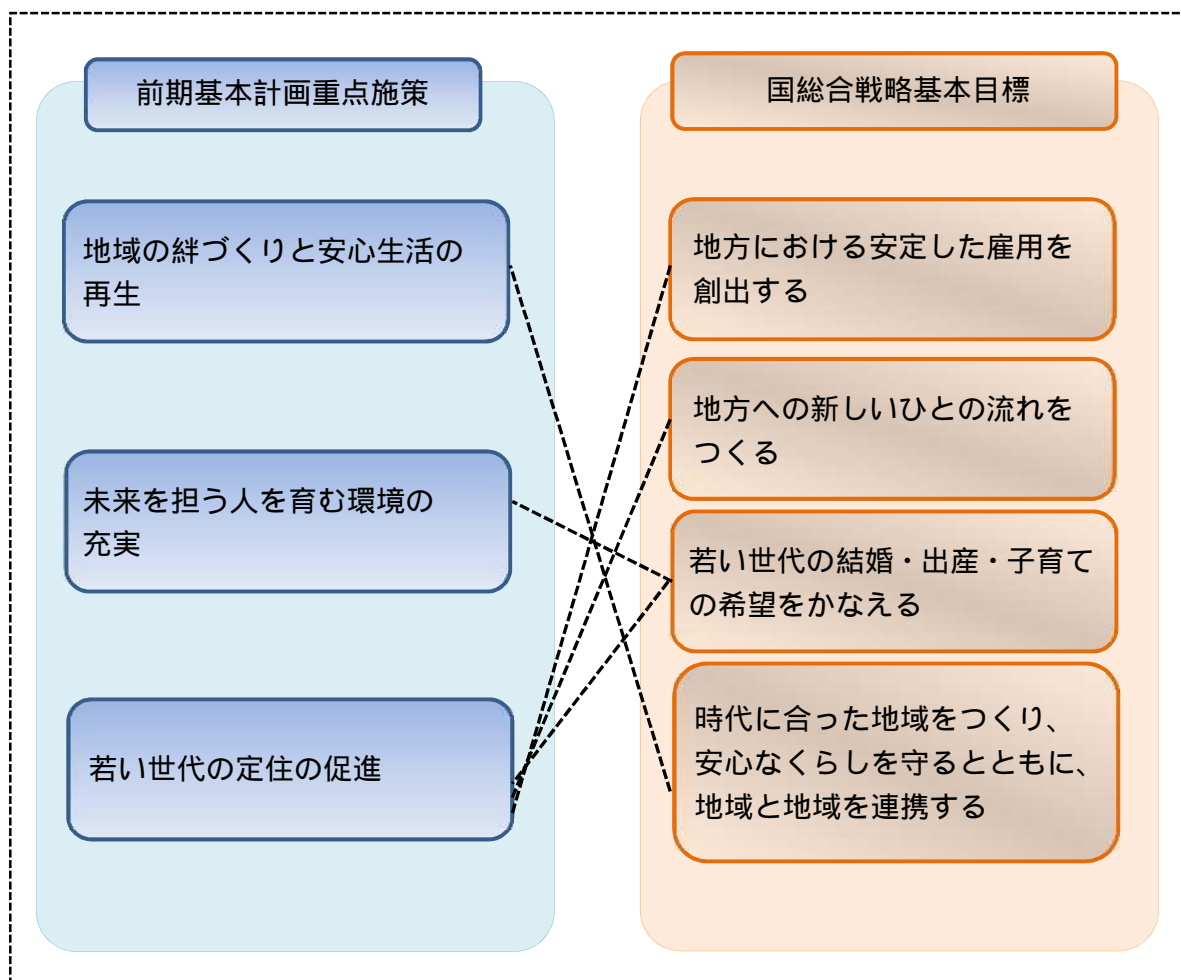 前期基本計画重点施策
地域の絆づくりと安心生活の
再生
未来を担う人を育む環境の
充実
若い世代の定住の促進
国総合戦略基本目標
地方における安定した雇用を
創出する
地方への新しいひとの流れを
つくる
若い世代の結婚・出産・子育て
の希望をかなえる
時代に合った地域をつくり、
安心なくらしを守るとともに、
地域と地域を連携する